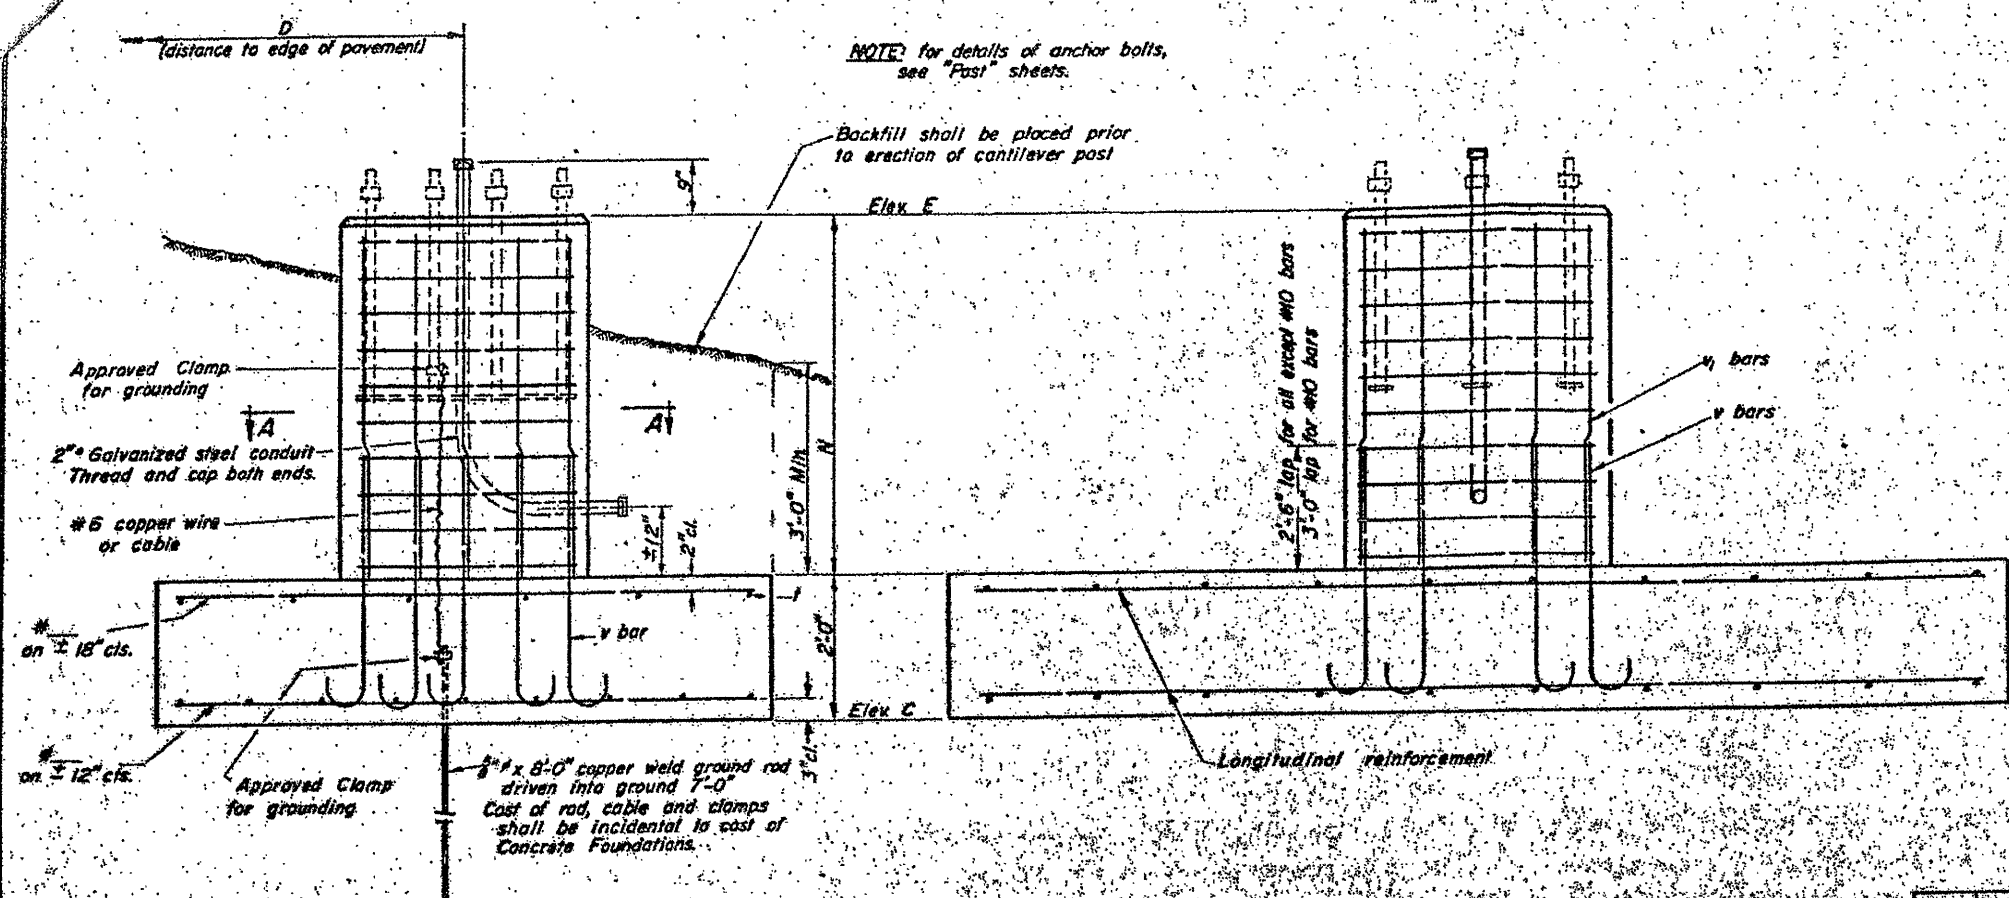 D
(distance to edge of pavement)
NOTE: for details of anchor bolts,
see "Post" sheets.
Backfill shall be placed prior
to erection of cantilever post
9"
Elev. E
Approved Clamp
for grounding
A
A
2"ø Galvanized steel conduit
Thread and cap both ends.
#6 copper wire
or cable
±12"
2"cl.
3'-0" Min.
N
2'-6" lap for all except #10 bars
3'-0" lap for #10 bars
v₁ bars
v bars
#
on ± 18" cts.
v bar
t
2'-0"
Elev. C
#
on ± 12" cts.
Approved Clamp
for grounding
3"cl.
"ø x 8'-0" copper weld ground rod
driven into ground 7'-0"
Cost of rod, cable and clamps
shall be incidental to cost of
Concrete Foundations.
Longitudinal reinforcement